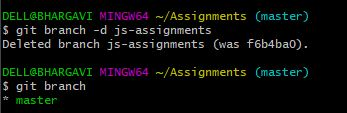 DELL@BHARGAVI MINGW64 ~/Assignments (master)
$ git branch -d js-assignments
Deleted branch js-assignments (was f6b4ba0).
DELL@BHARGAVI MINGW64 ~/Assignments (master)
$ git branch
* master